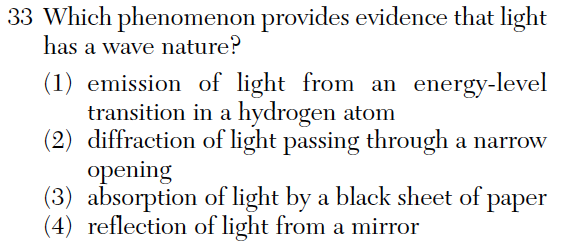 33 Which phenomenon provides evidence that light
has a wave nature?
(1) emission of light from an energy-level
transition in a hydrogen atom
(2) diffraction of light passing through a narrow
opening
(3) absorption of light by a black sheet of paper
(4) reflection of light from a mirror